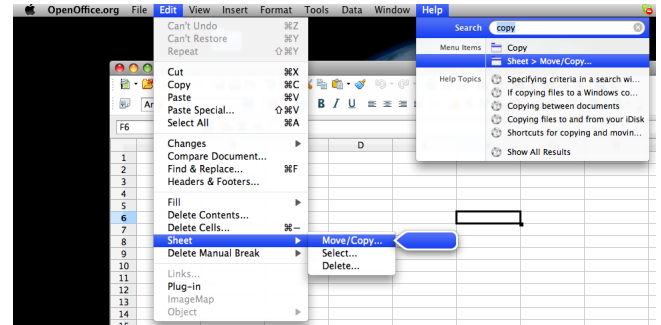 OpenOffice.org File Edit View Insert Format Tools Data Window Help
Search copy
Menu Items Copy
Sheet > Move/Copy...
Help Topics Specifying criteria in a search wi...
If copying files to a Windows co...
Copying between documents
Copying files to and from your iDisk
Shortcuts for copying and movin...
Show All Results
Can't Undo ⌘Z
Can't Restore ⌘Y
Repeat ⇧⌘Y
Cut ⌘X
Copy ⌘C
Paste ⌘V
Paste Special... ⇧⌘V
Select All ⌘A
Changes
Compare Document...
Find & Replace... ⌘F
Headers & Footers...
Fill
Delete Contents...
Delete Cells... ⌘−
Sheet
Delete Manual Break
Links...
Plug-in
ImageMap
Object
Move/Copy...
Select...
Delete...
Ar
B I U
F6
D
1
2
3
4
5
6
7
8
9
10
11
12
13
14
15